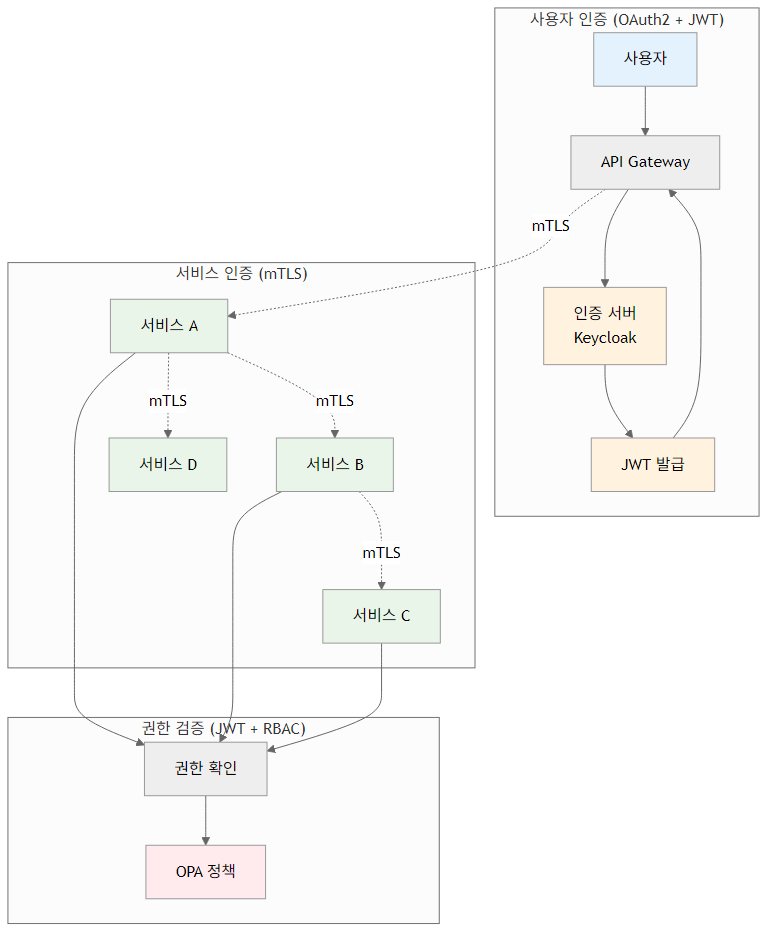 사용자 인증 (OAuth2 + JWT)
사용자
API Gateway
mTLS
서비스 인증 (mTLS)
서비스 A
인증 서버
Keycloak
mTLS
mTLS
서비스 D
서비스 B
JWT 발급
mTLS
서비스 C
권한 검증 (JWT + RBAC)
권한 확인
OPA 정책